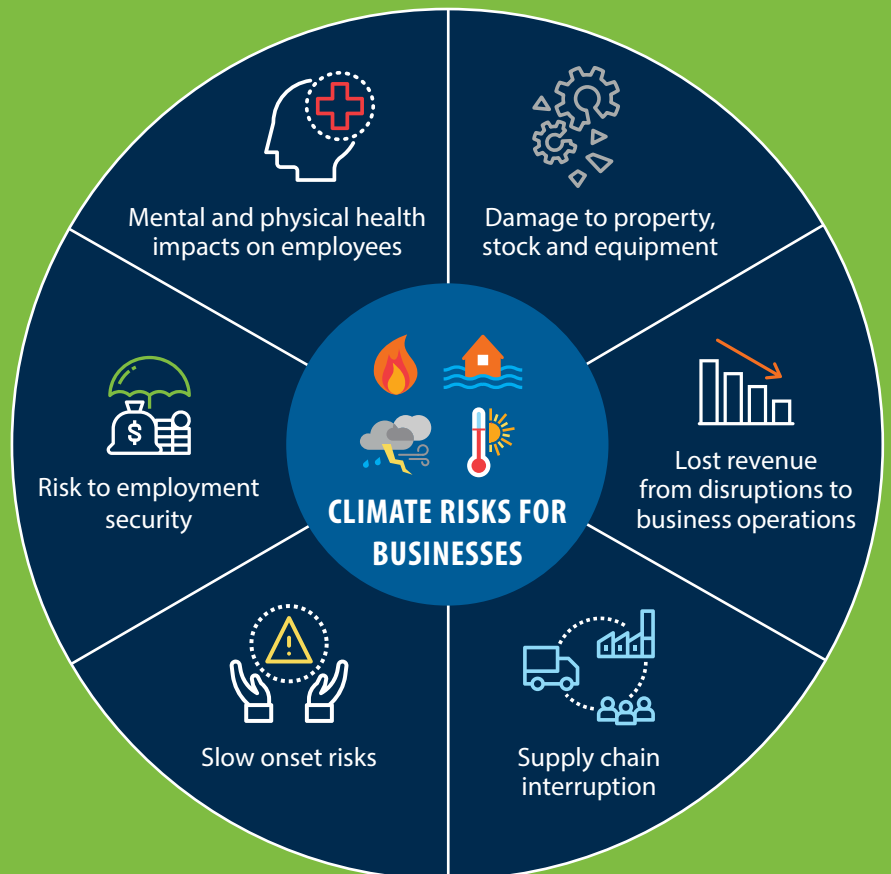 Mental and physical health
impacts on employees
Damage to property,
stock and equipment
$
Risk to employment
security
CLIMATE RISKS FOR
BUSINESSES
Lost revenue
from disruptions to
business operations
!
Slow onset risks
Supply chain
interruption